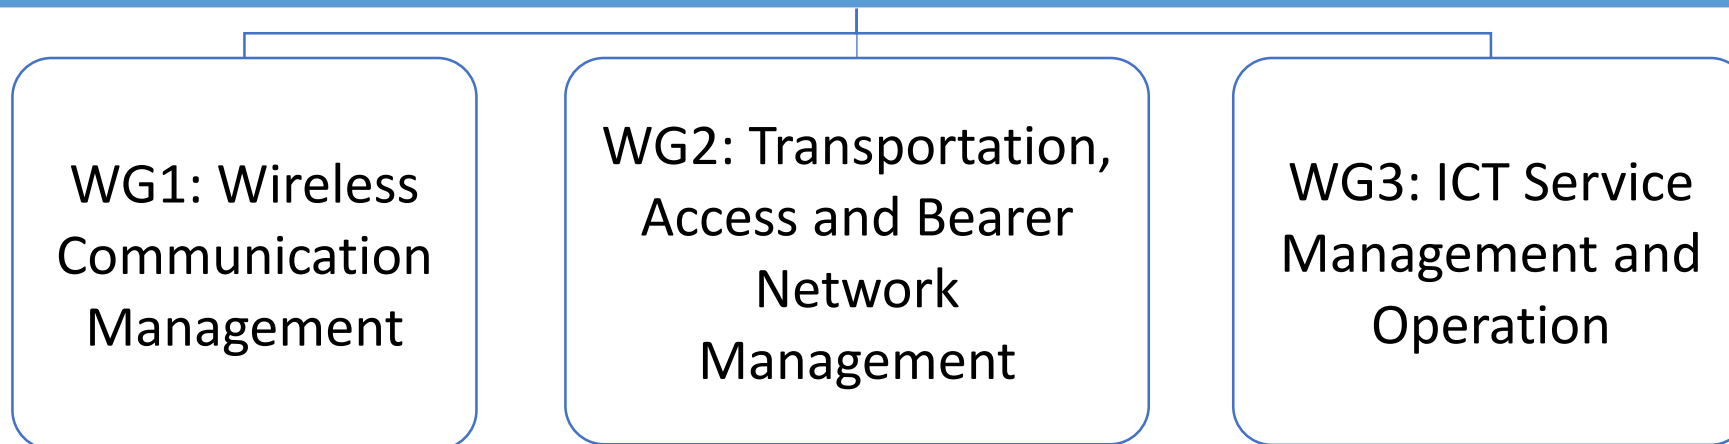 WG1: Wireless
Communication
Management
WG2: Transportation,
Access and Bearer
Network
Management
WG3: ICT Service
Management and
Operation